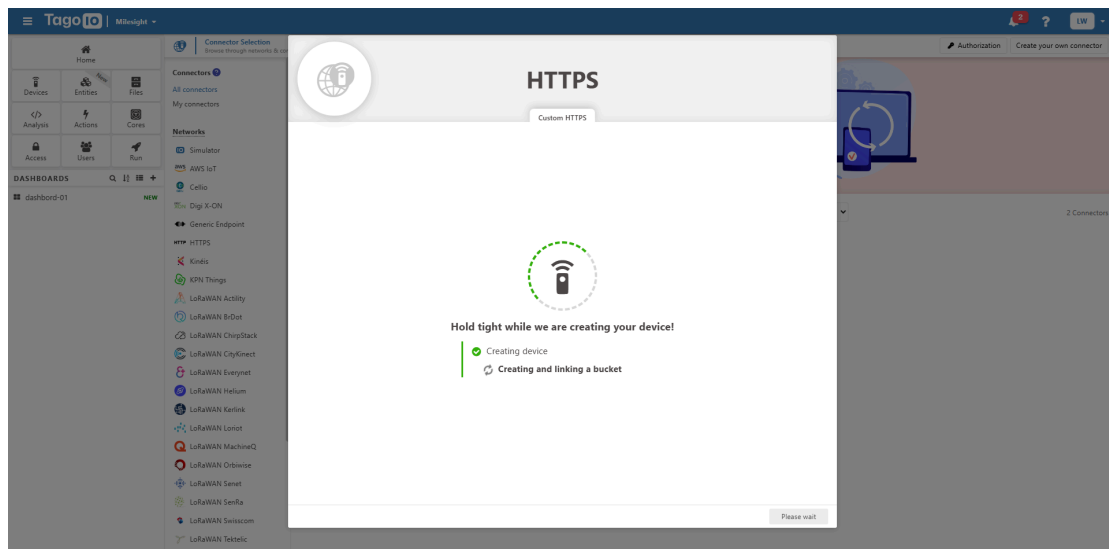 Tago IO Milesight
2
?
LW
Home
Devices
Entities
New
Files
Analysis
Actions
Cores
Access
Users
Run
DASHBOARDS
dashbord-01
NEW
Connector Selection
Browse through networks &
Authorization
Create your own connector
Connectors ?
All connectors
My connectors
Networks
Simulator
aws AWS IoT
Cellio
Digi X-ON
Generic Endpoint
HTTP HTTPS
Kinéis
KPN Things
LoRaWAN Actility
LoRaWAN BrDot
LoRaWAN ChirpStack
LoRaWAN CityKinect
LoRaWAN Everynet
LoRaWAN Helium
LoRaWAN Kerlink
LoRaWAN Loriot
LoRaWAN MachineQ
LoRaWAN Orbiwise
LoRaWAN Senet
LoRaWAN SenRa
LoRaWAN Swisscom
LoRaWAN Tektelic
HTTPS
Custom HTTPS
Hold tight while we are creating your device!
Creating device
Creating and linking a bucket
Please wait
2 Connectors